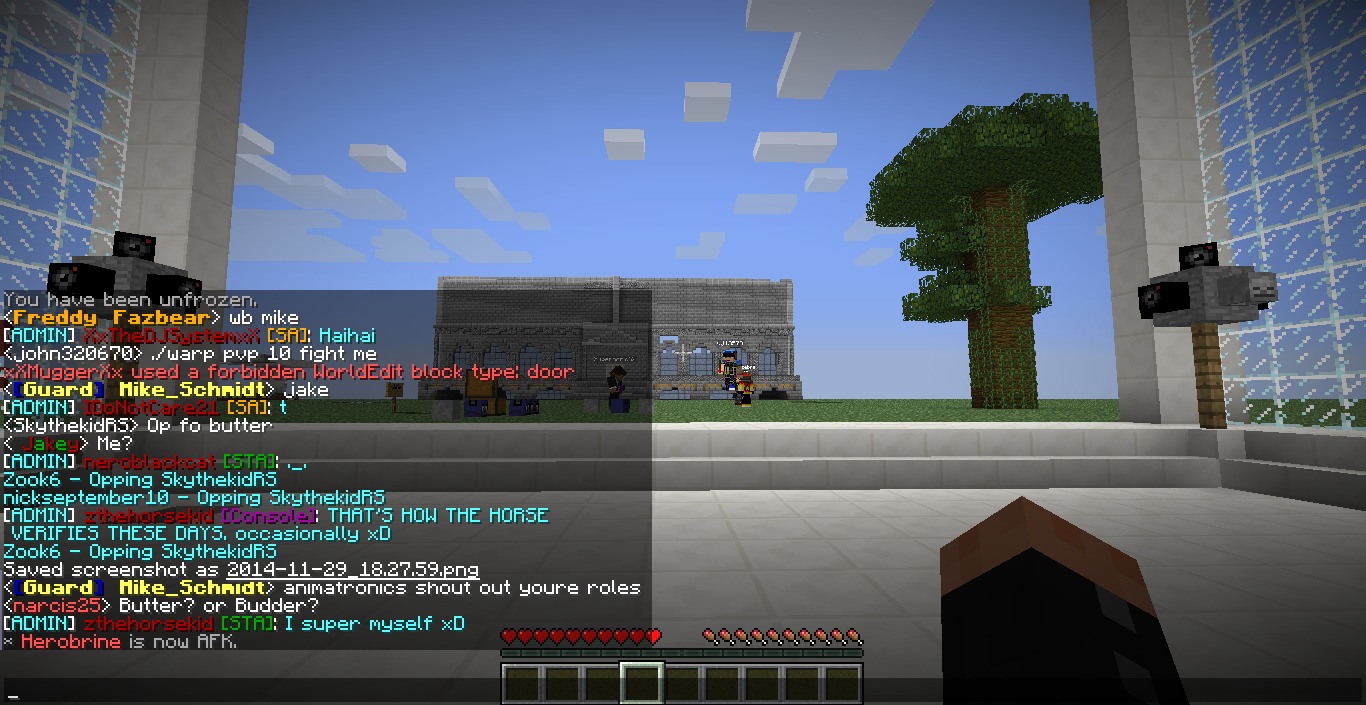 You have been unfrozen.
<Freddy Fazbear> wb mike
[ADMIN] XxTheDJSystemxX [SA]: Haihai
<john320670> ./warp pvp 10 fight me
xXMuggerXx used a forbidden WorldEdit block type: door
<[Guard] Mike_Schmidt> jake
[ADMIN] IDoNotCare21 [SA]: t
<SkythekidRS> Op fo butter
< Jakey> Me?
[ADMIN] neroblackcat [STA]: ._.
Zook6 - Opping SkythekidRS
nickseptember10 - Opping SkythekidRS
[ADMIN] zthehorsekid [Console]: THAT'S HOW THE HORSE
VERIFIES THESE DAYS, occasionally xD
Zook6 - Opping SkythekidRS
Saved screenshot as 2014-11-29_18.27.59.png
<[Guard] Mike_Schmidt> animatronics shout out youre roles
<narcis25> Butter? or Budder?
[ADMIN] zthehorsekid [STA]: I super myself xD
* Herobrine is now AFK.
_